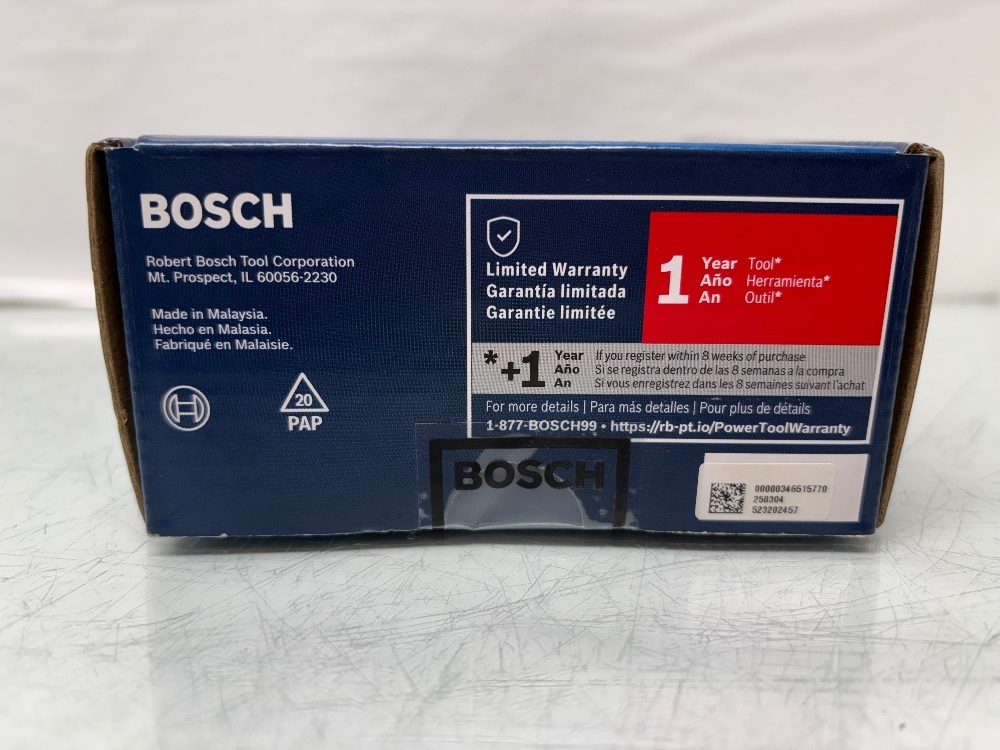 BOSCH
Robert Bosch Tool Corporation
Mt. Prospect, IL 60056-2230
Made in Malaysia.
Hecho en Malasia.
Fabriqué en Malaisie.
20
PAP
Limited Warranty
Garantía limitada
Garantie limitée
1 Year Tool*
Año Herramienta*
An Outil*
*+1 Year If you register within 8 weeks of purchase
Año Si se registra dentro de las 8 semanas a la compra
An Si vous enregistrez dans les 8 semaines suivant l'achat
For more details | Para más detalles | Pour plus de détails
1-877-BOSCH99 • https://rb-pt.io/PowerToolWarranty
BOSCH
00000346515770
250304
523202457